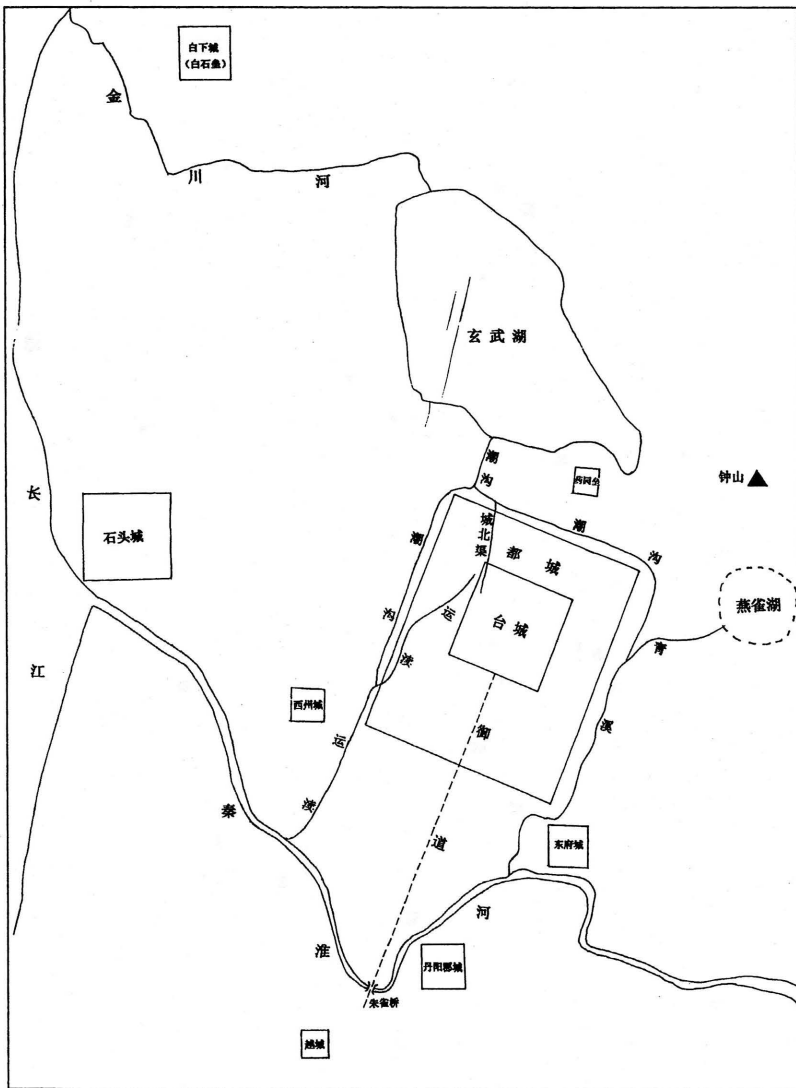 白下城
（白石垒）
金
川
河
玄武湖
钟山
药园垒
潮
沟
潮
沟
潮
沟
城
北
渠
都城
台城
运
渎
燕雀湖
青
溪
长
江
石头城
西州城
运
渎
御
道
秦
淮
河
东府城
丹阳郡城
朱雀桥
越城